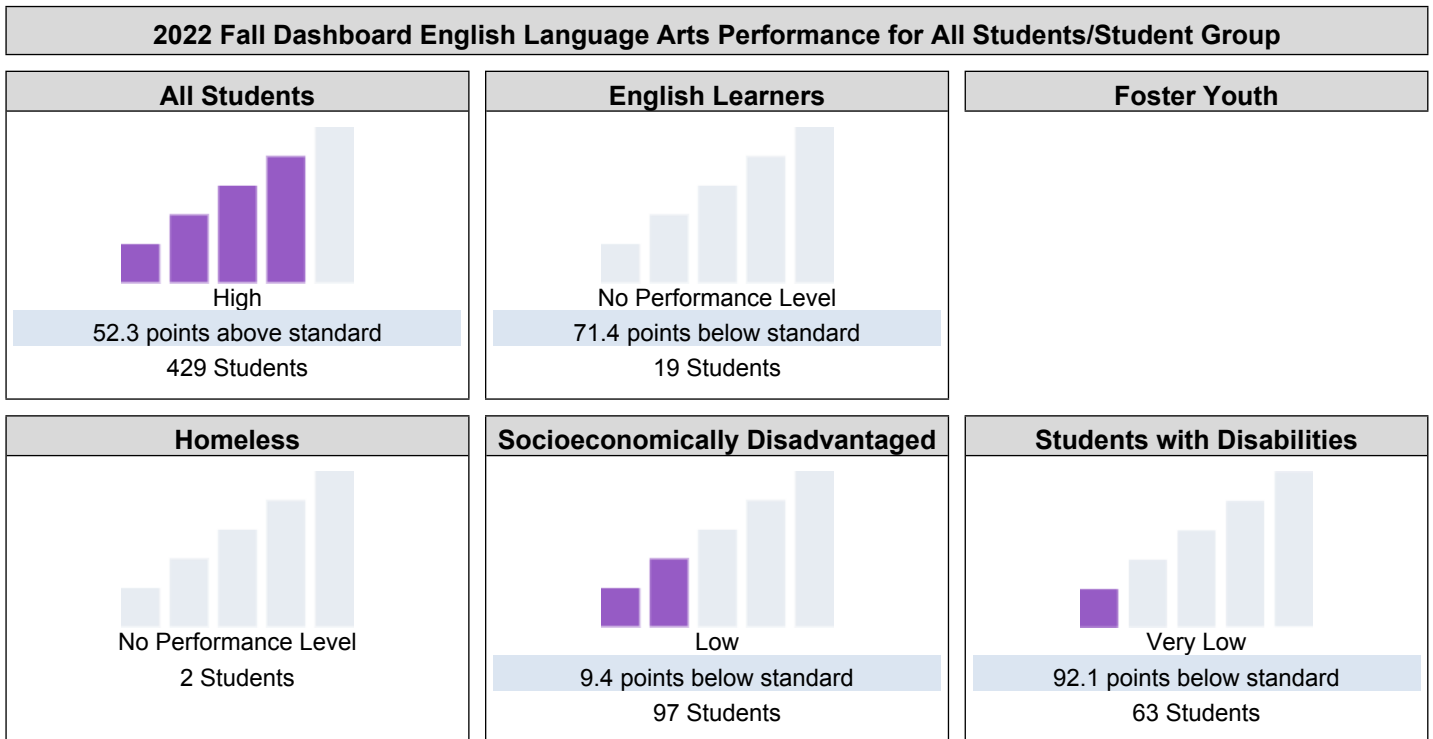 2022 Fall Dashboard English Language Arts Performance for All Students/Student Group
All Students
High
52.3 points above standard
429 Students
English Learners
No Performance Level
71.4 points below standard
19 Students
Foster Youth
Homeless
No Performance Level
2 Students
Socioeconomically Disadvantaged
Low
9.4 points below standard
97 Students
Students with Disabilities
Very Low
92.1 points below standard
63 Students